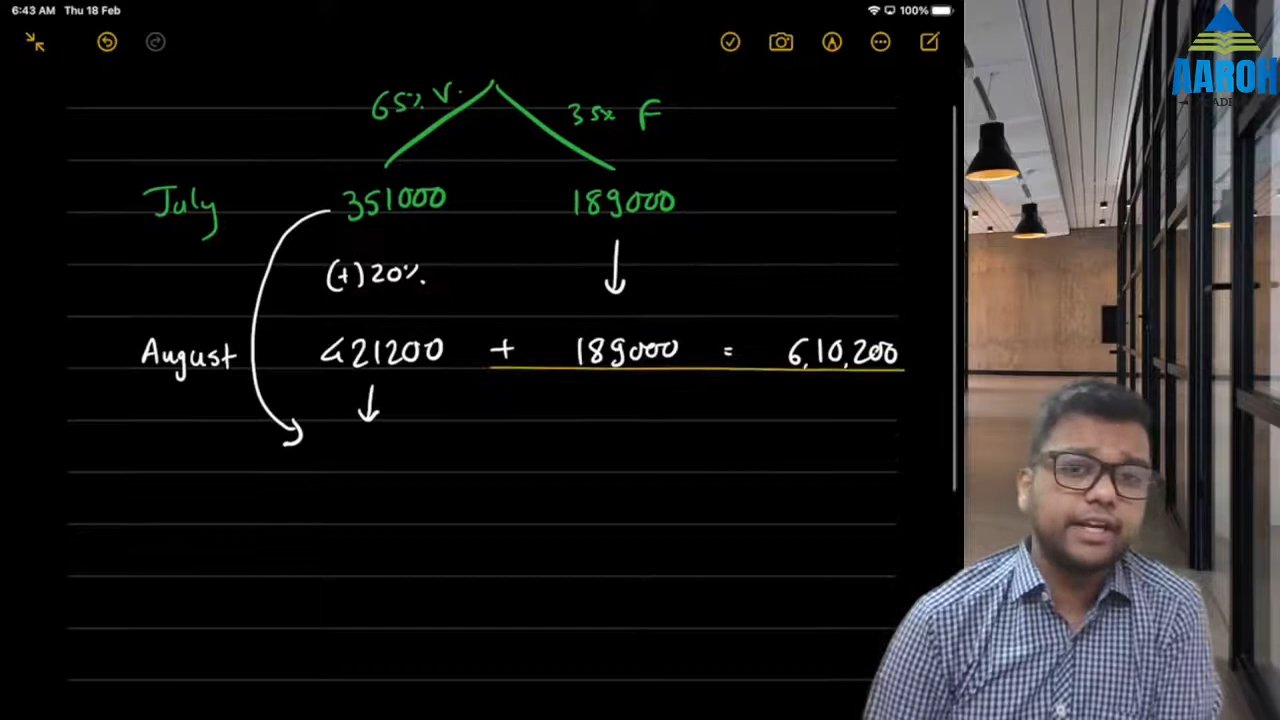 6:43 AM Thu 18 Feb
100%
AAROH
65% V.
35% F
July 351000 189000
(+) 20%.
August 421200 + 189000 = 6,10,200